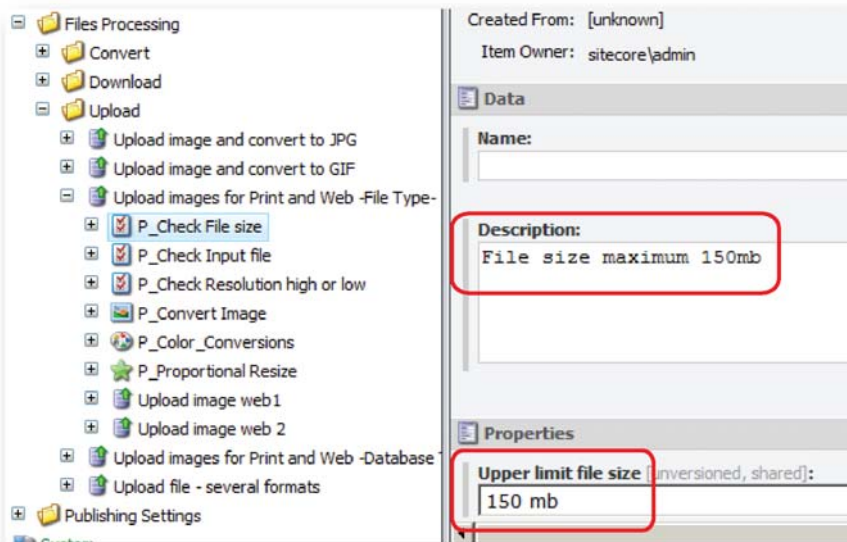 Files Processing
Convert
Download
Upload
Upload image and convert to JPG
Upload image and convert to GIF
Upload images for Print and Web -File Type-
P_Check File size
P_Check Input file
P_Check Resolution high or low
P_Convert Image
P_Color_Conversions
P_Proportional Resize
Upload image web1
Upload image web 2
Upload images for Print and Web -Database
Upload file - several formats
Publishing Settings
System
Created From: [unknown]
Item Owner: sitecore\admin
Data
Name:
Description:
File size maximum 150mb
Properties
Upper limit file size [unversioned, shared]:
150 mb